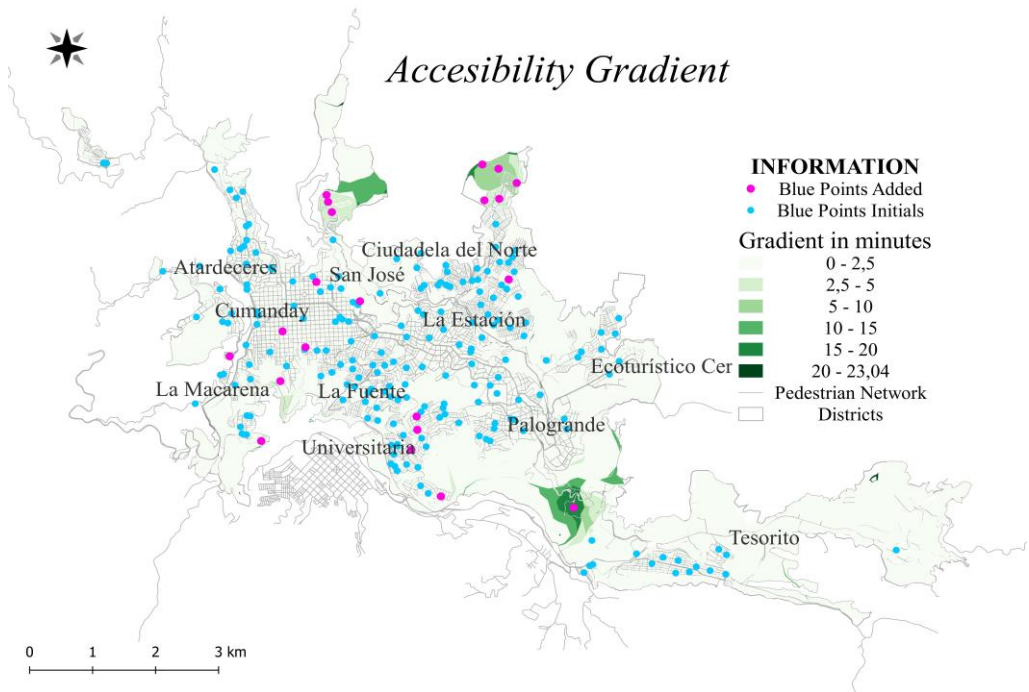 Accesibility Gradient
INFORMATION
Blue Points Added
Blue Points Initials
Gradient in minutes
0 - 2,5
2,5 - 5
5 - 10
10 - 15
15 - 20
20 - 23,04
Pedestrian Network
Districts
Ciudadela del Norte
Atardeceres
San José
Cumanday
La Estación
Ecoturístico Cer
La Macarena
La Fuente
Palogrande
Universitaria
Tesorito
0 1 2 3 km